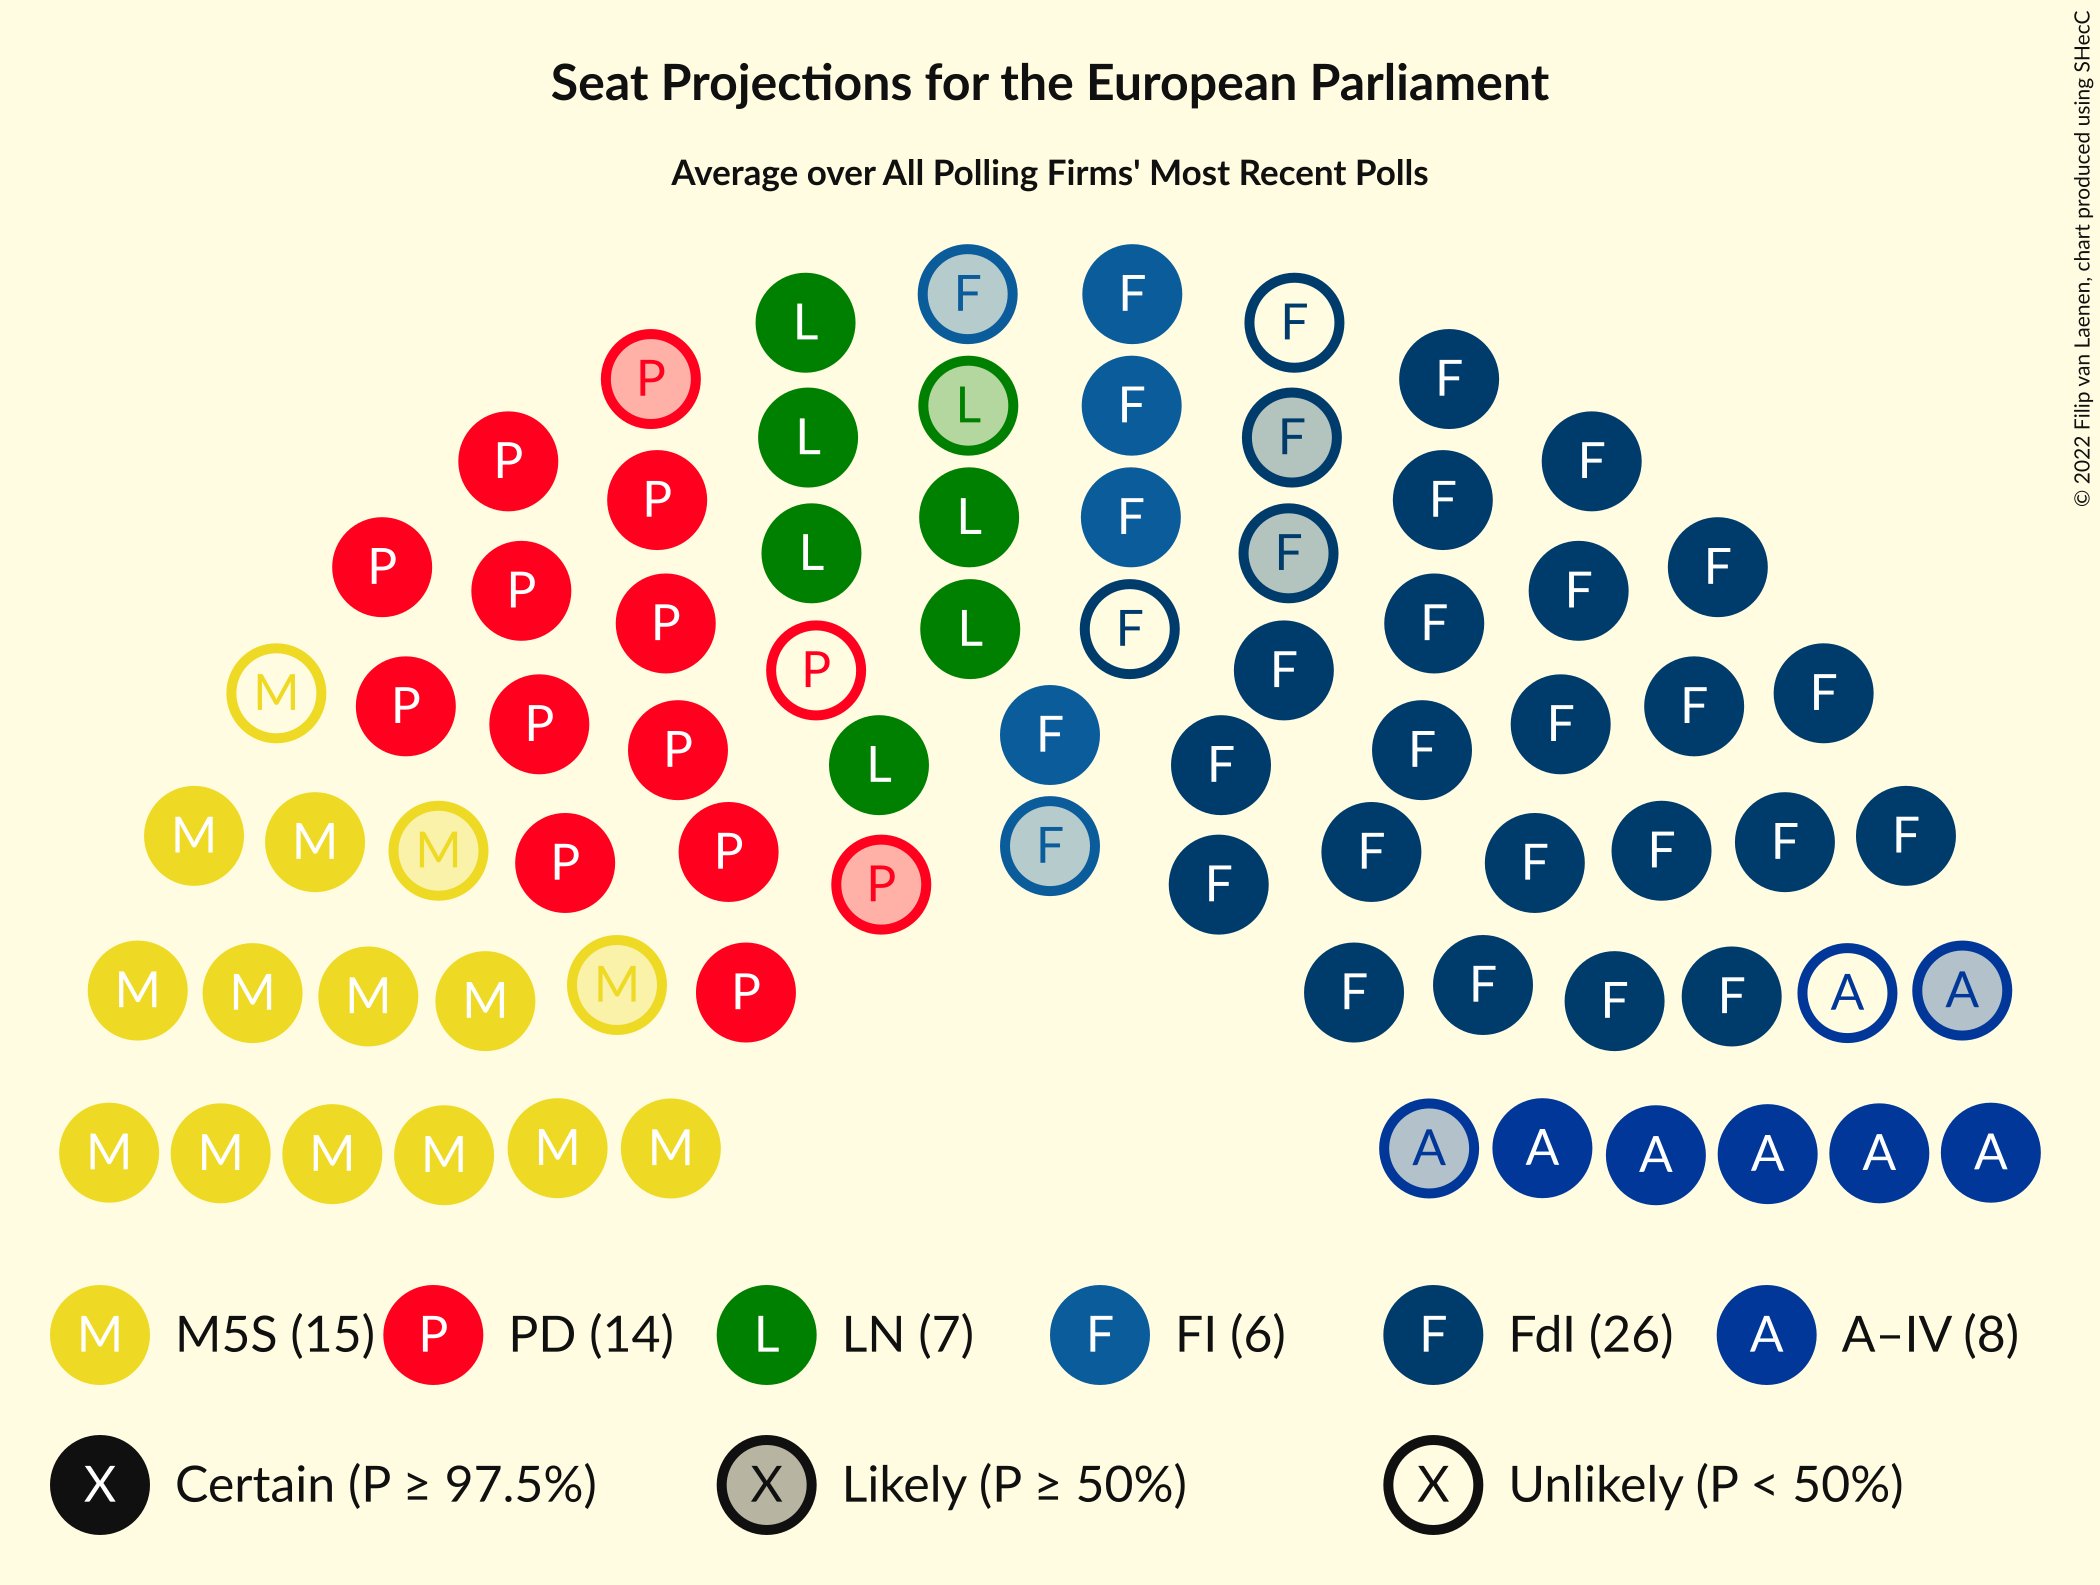 Seat Projections for the European Parliament
Average over All Polling Firms' Most Recent Polls
© 2022 Filip van Laenen, chart produced using SHecC
F F
L F
P L F F
P L F F
P P L F F F
P L F
P P F F
P L F F
M P P P P F F F F F
L F F
M M M P P F F F F F F F
P F
M M M M M P F F F F A A
M M M M M M A A A A A A
M M5S (15) P PD (14) L LN (7) F FI (6) F FdI (26) A A–IV (8)
X Certain (P ≥ 97.5%) X Likely (P ≥ 50%) X Unlikely (P < 50%)